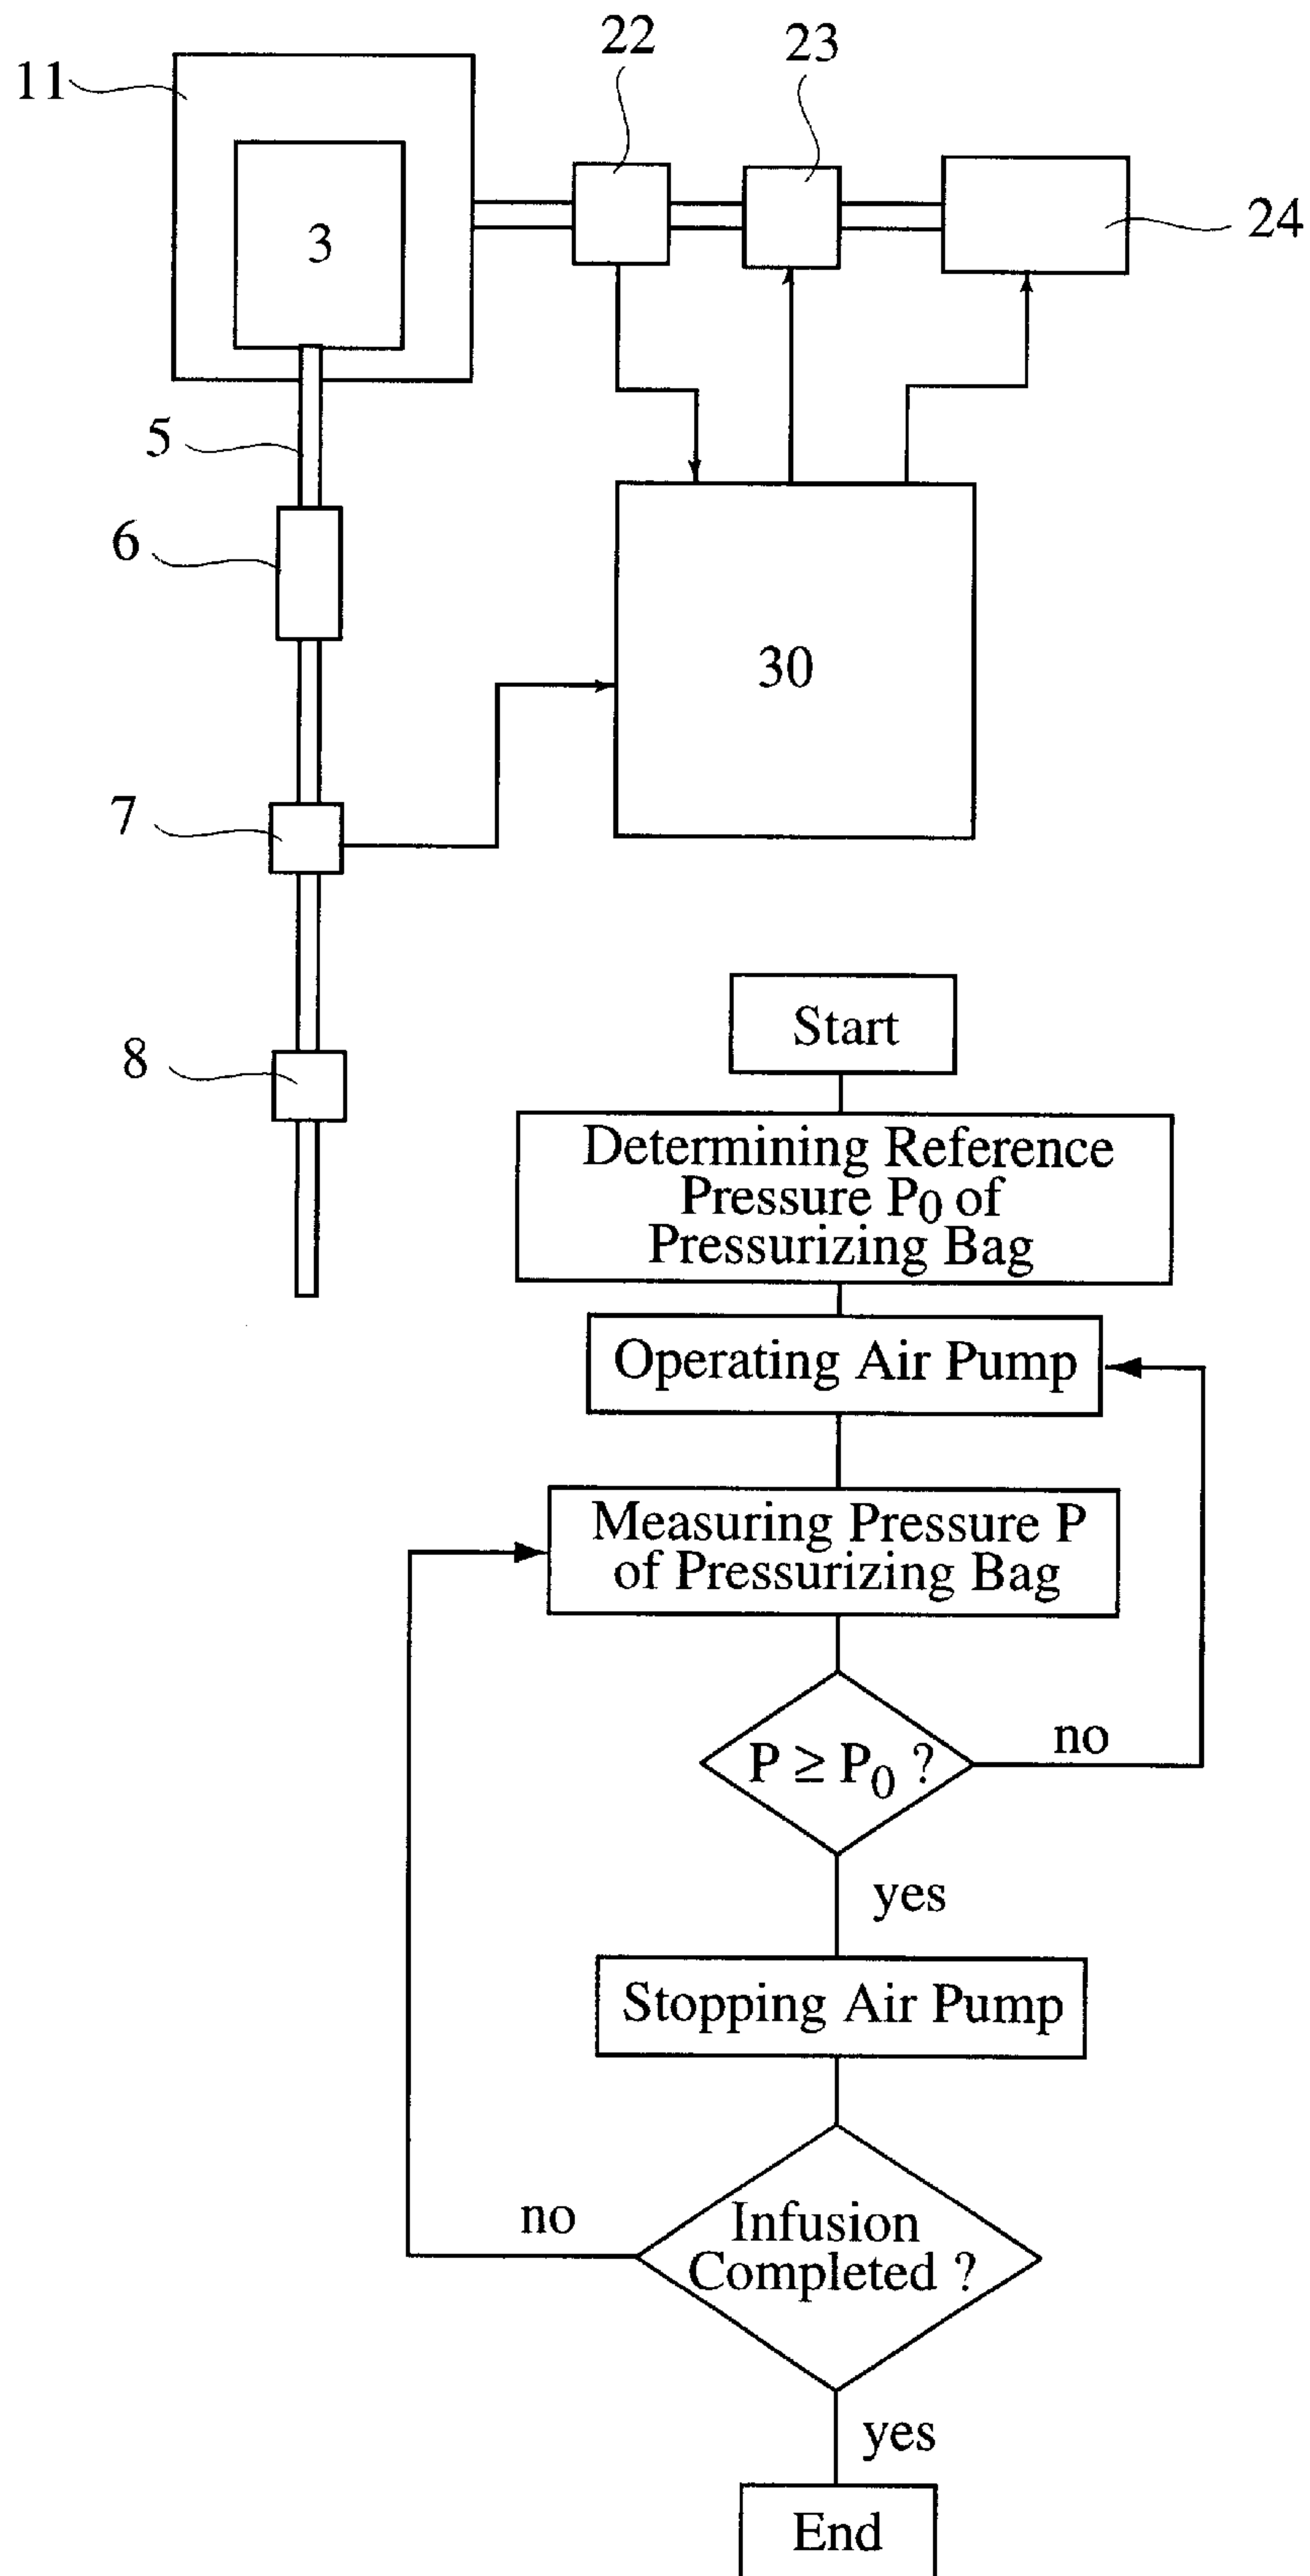 22
23
11
3
24
5
6
30
7
8
Start
Determining Reference
Pressure P0 of
Pressurizing Bag
Operating Air Pump
Measuring Pressure P
of Pressurizing Bag
P ≥ P0 ?
no
yes
Stopping Air Pump
no
Infusion
Completed ?
yes
End